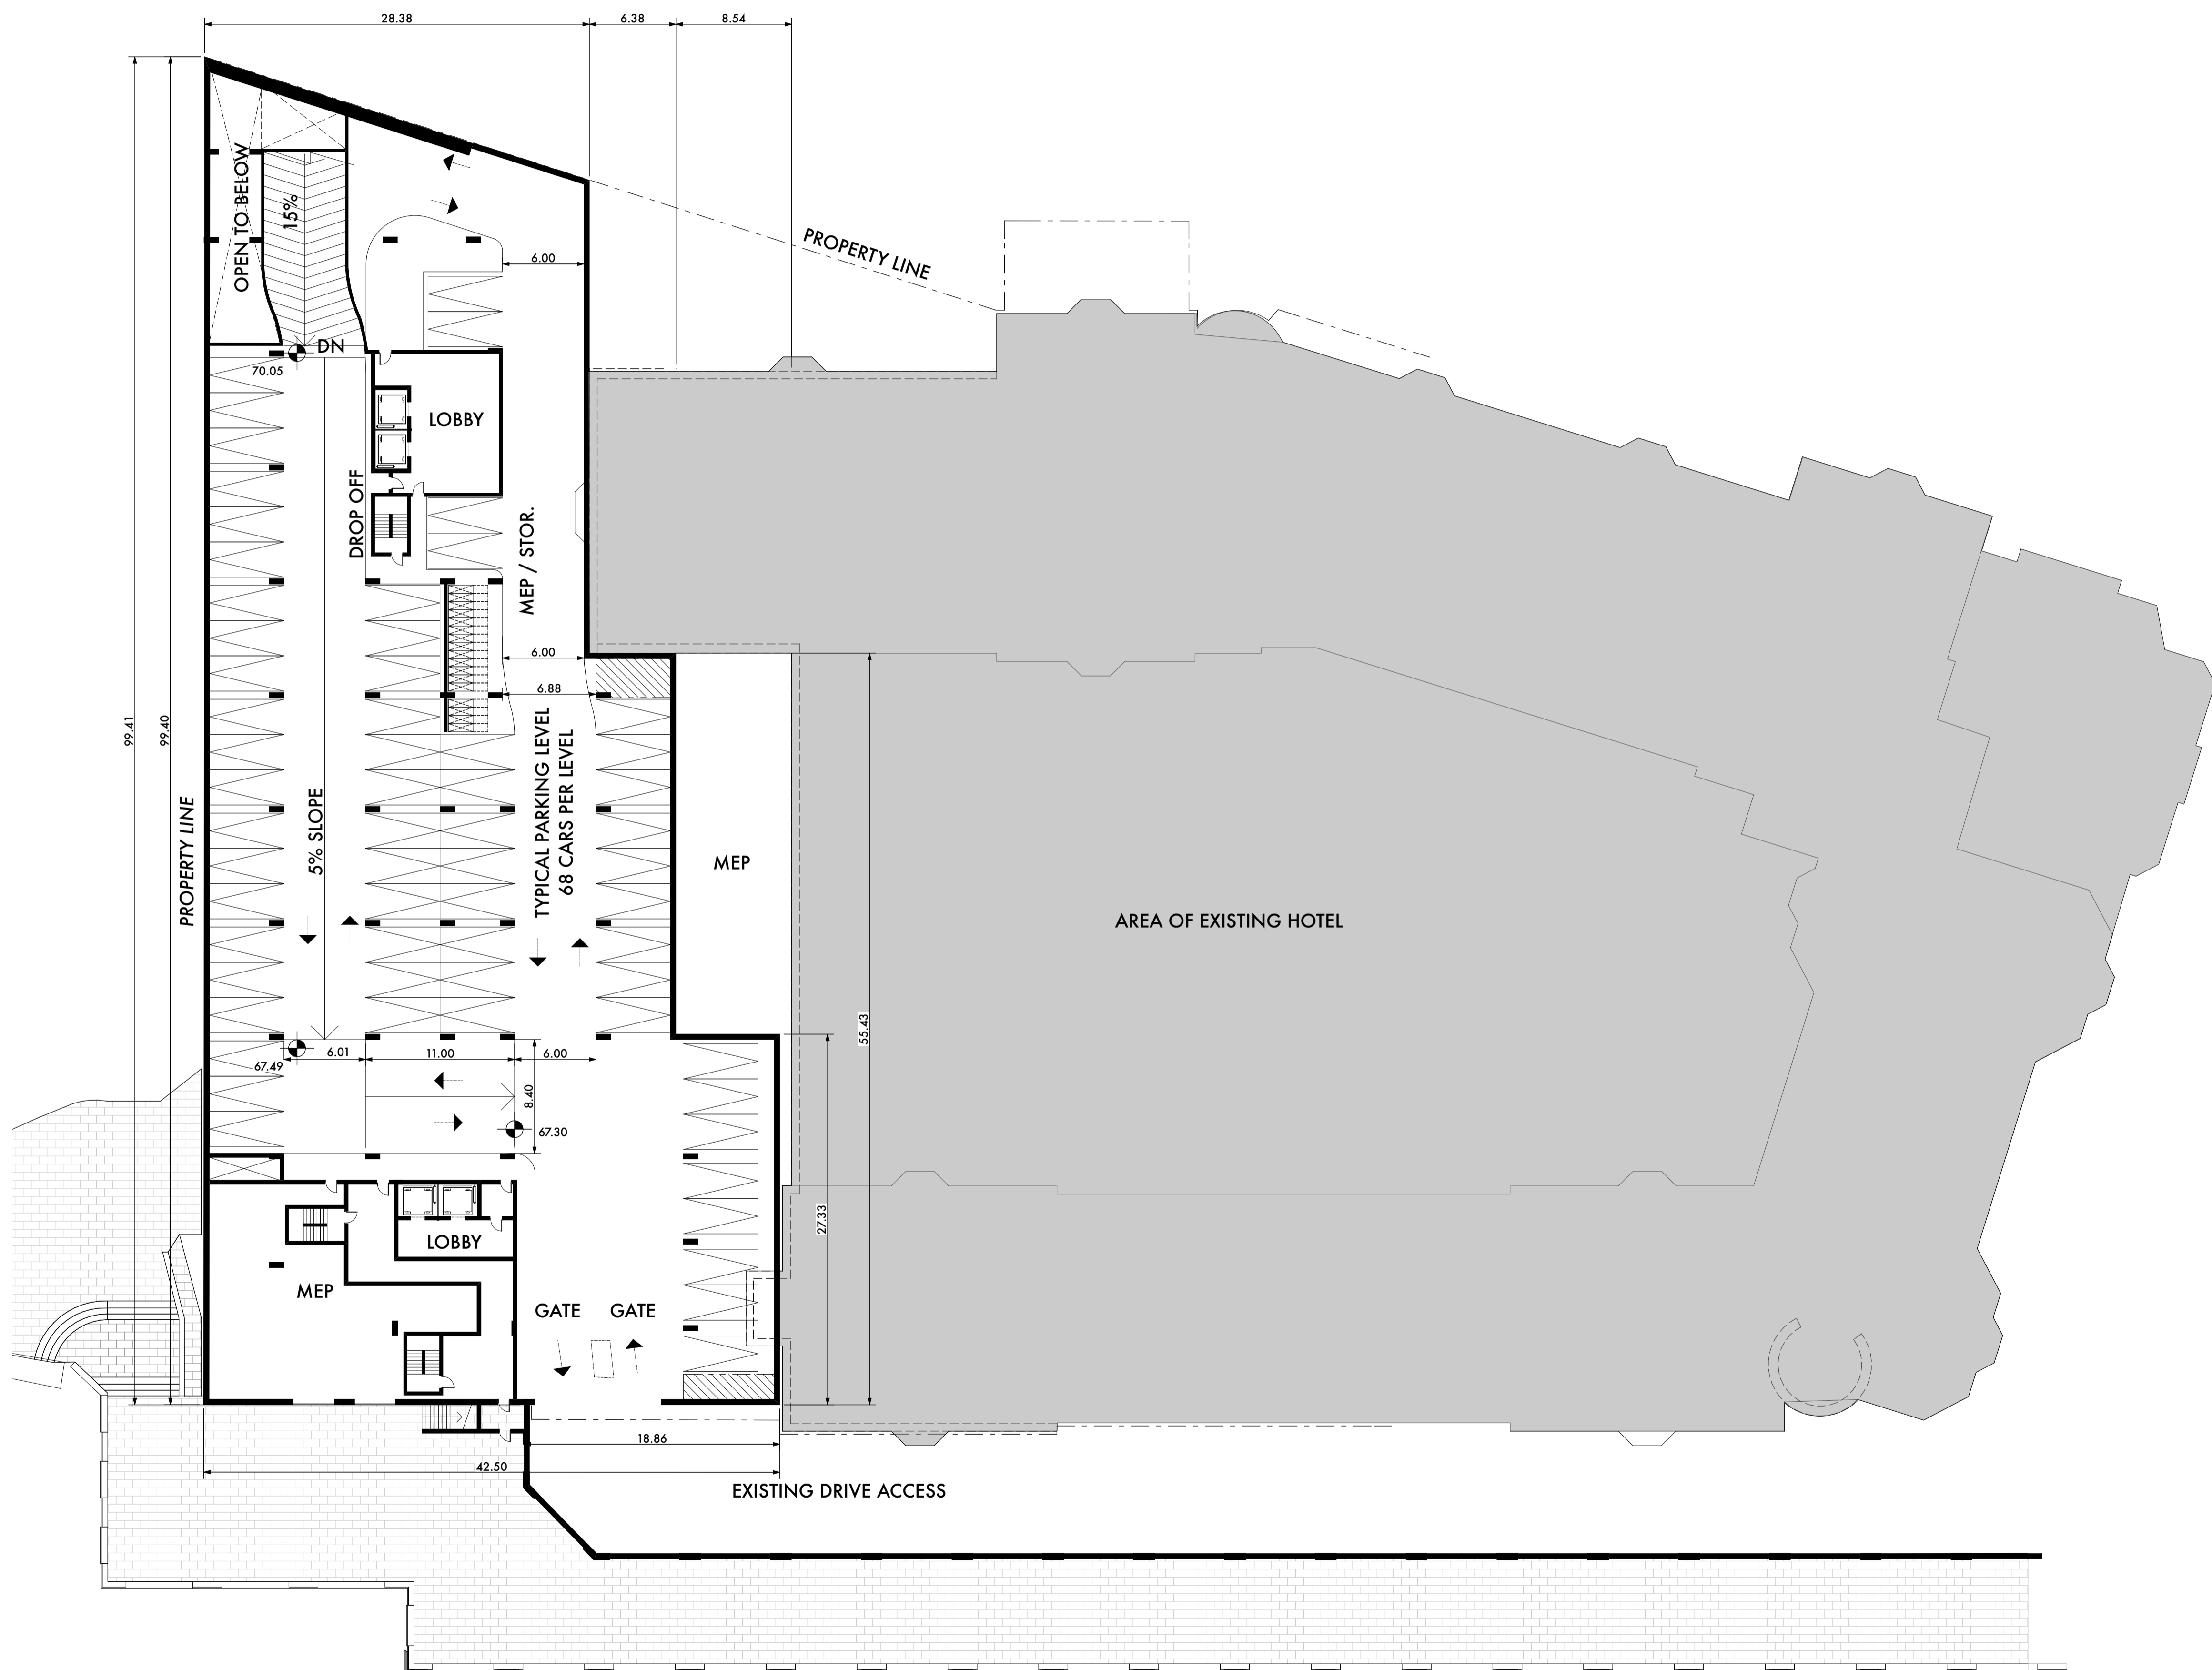 28.38
6.38
8.54
OPEN TO BELOW
15%
PROPERTY LINE
6.00
DN
70.05
LOBBY
DROP OFF
MEP / STOR.
6.00
6.88
99.41
99.40
PROPERTY LINE
5% SLOPE
TYPICAL PARKING LEVEL
68 CARS PER LEVEL
MEP
AREA OF EXISTING HOTEL
55.43
6.01
11.00
6.00
67.49
8.40
67.30
27.33
LOBBY
MEP
GATE
GATE
18.86
42.50
EXISTING DRIVE ACCESS